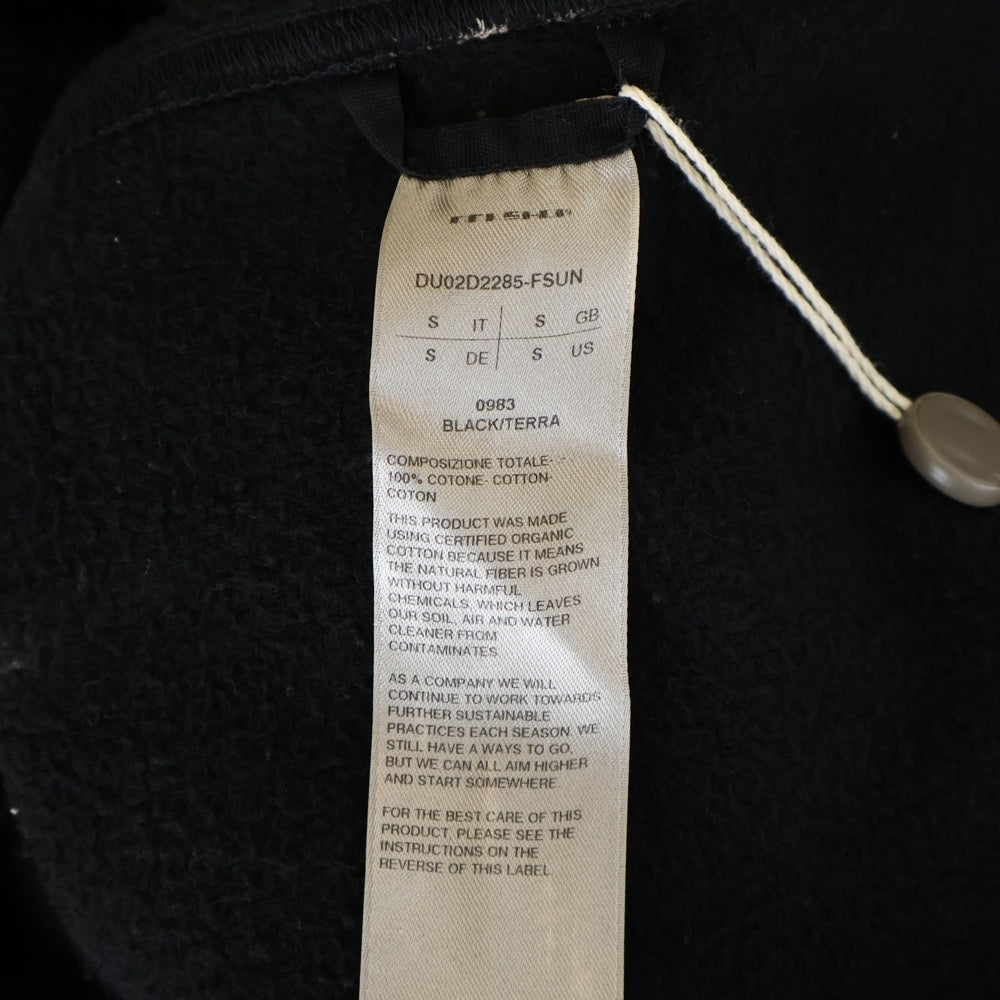 DU02D2285-FSUN
S IT S GB
S DE S US
0983
BLACK/TERRA
COMPOSIZIONE TOTALE- - -
100% COTONE- COTTON-
COTON
THIS PRODUCT WAS MADE
USING CERTIFIED ORGANIC
COTTON BECAUSE IT MEANS
THE NATURAL FIBER IS GROWN
WITHOUT HARMFUL
CHEMICALS, WHICH LEAVES
OUR SOIL, AIR AND WATER
CLEANER FROM
CONTAMINATES.
AS A COMPANY WE WILL
CONTINUE TO WORK TOWARDS
FURTHER SUSTAINABLE
PRACTICES EACH SEASON. WE
STILL HAVE A WAYS TO GO,
BUT WE CAN ALL AIM HIGHER
AND START SOMEWHERE.
FOR THE BEST CARE OF THIS
PRODUCT, PLEASE SEE THE
INSTRUCTIONS ON THE
REVERSE OF THIS LABEL.